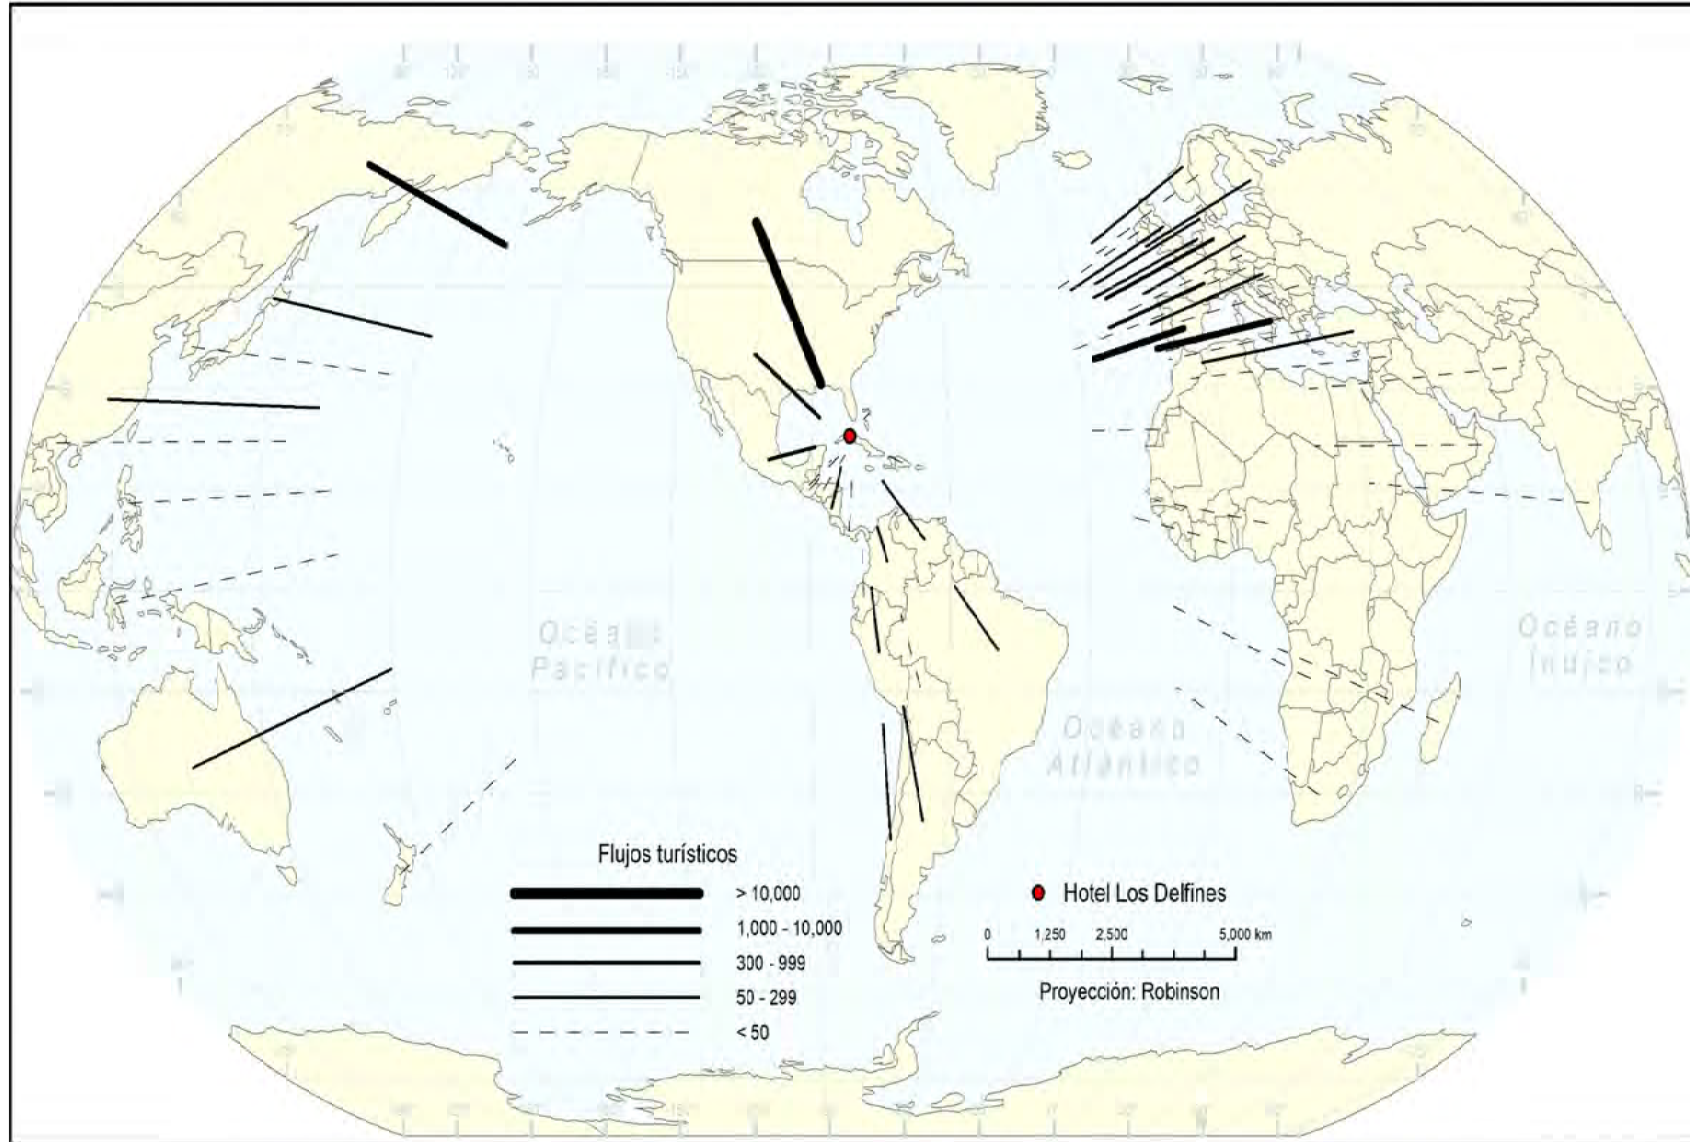 Océano
Pacífico
Océano
Índico
Océano
Atlántico
Flujos turísticos
> 10,000
1,000 - 10,000
300 - 999
50 - 299
< 50
Hotel Los Delfines
0 1,250 2,500 5,000 km
Proyección: Robinson